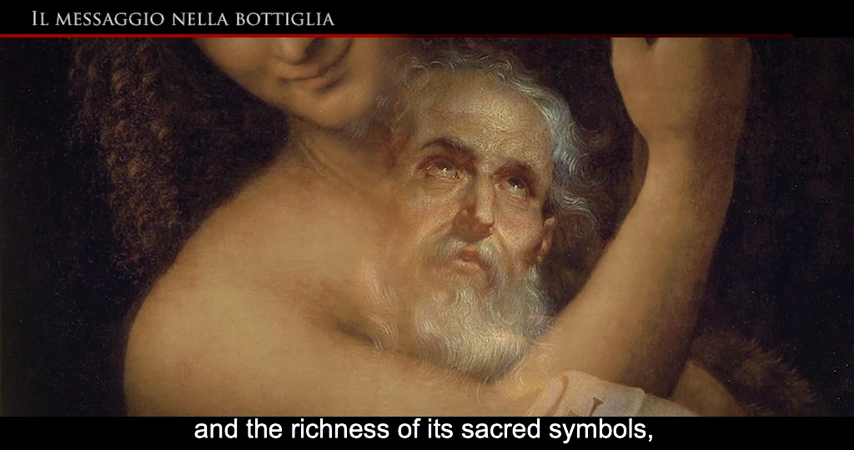 IL MESSAGGIO NELLA BOTTIGLIA
and the richness of its sacred symbols,